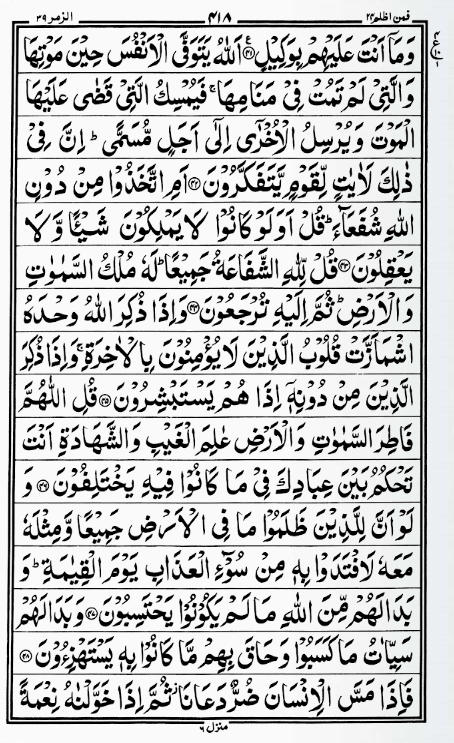 فمن اظلم ۲۴ ۴۱۸ الزمر ۳۹
وَمَآ اَنْتَ عَلَيْهِمْ بِوَكِيْلٍ ﴿۴۱﴾ اَللّٰهُ يَتَوَفَّى الْاَنْفُسَ حِيْنَ مَوْتِهَا
وَالَّتِيْ لَمْ تَمُتْ فِيْ مَنَامِهَا ۚ فَيُمْسِكُ الَّتِيْ قَضٰى عَلَيْهَا
الْمَوْتَ وَيُرْسِلُ الْاُخْرٰٓى اِلٰٓى اَجَلٍ مُّسَمًّى ؕ اِنَّ فِيْ
ذٰلِكَ لَاٰيٰتٍ لِّقَوْمٍ يَّتَفَكَّرُوْنَ ﴿۴۲﴾ اَمِ اتَّخَذُوْا مِنْ دُوْنِ
اللّٰهِ شُفَعَآءَ ؕ قُلْ اَوَلَوْ كَانُوْا لَا يَمْلِكُوْنَ شَيْـًٔا وَّلَا
يَعْقِلُوْنَ ﴿۴۳﴾ قُلْ لِّلّٰهِ الشَّفَاعَةُ جَمِيْعًا ؕ لَهٗ مُلْكُ السَّمٰوٰتِ
وَالْاَرْضِ ؕ ثُمَّ اِلَيْهِ تُرْجَعُوْنَ ﴿۴۴﴾ وَاِذَا ذُكِرَ اللّٰهُ وَحْدَهُ
اشْمَاَزَّتْ قُلُوْبُ الَّذِيْنَ لَا يُؤْمِنُوْنَ بِالْاٰخِرَةِ ۚ وَاِذَا ذُكِرَ
الَّذِيْنَ مِنْ دُوْنِهٖٓ اِذَا هُمْ يَسْتَبْشِرُوْنَ ﴿۴۵﴾ قُلِ اللّٰهُمَّ
فَاطِرَ السَّمٰوٰتِ وَالْاَرْضِ عٰلِمَ الْغَيْبِ وَالشَّهَادَةِ اَنْتَ
تَحْكُمُ بَيْنَ عِبَادِكَ فِيْ مَا كَانُوْا فِيْهِ يَخْتَلِفُوْنَ ﴿۴۶﴾ وَ
لَوْ اَنَّ لِلَّذِيْنَ ظَلَمُوْا مَا فِي الْاَرْضِ جَمِيْعًا وَّمِثْلَهٗ
مَعَهٗ لَافْتَدَوْا بِهٖ مِنْ سُوْٓءِ الْعَذَابِ يَوْمَ الْقِيٰمَةِ ؕ وَ
بَدَا لَهُمْ مِّنَ اللّٰهِ مَا لَمْ يَكُوْنُوْا يَحْتَسِبُوْنَ ﴿۴۷﴾ وَبَدَا لَهُمْ
سَيِّاٰتُ مَا كَسَبُوْا وَحَاقَ بِهِمْ مَّا كَانُوْا بِهٖ يَسْتَهْزِءُوْنَ ﴿۴۸﴾
فَاِذَا مَسَّ الْاِنْسَانَ ضُرٌّ دَعَانَا ؗ ثُمَّ اِذَا خَوَّلْنٰهُ نِعْمَةً
منزل ۶